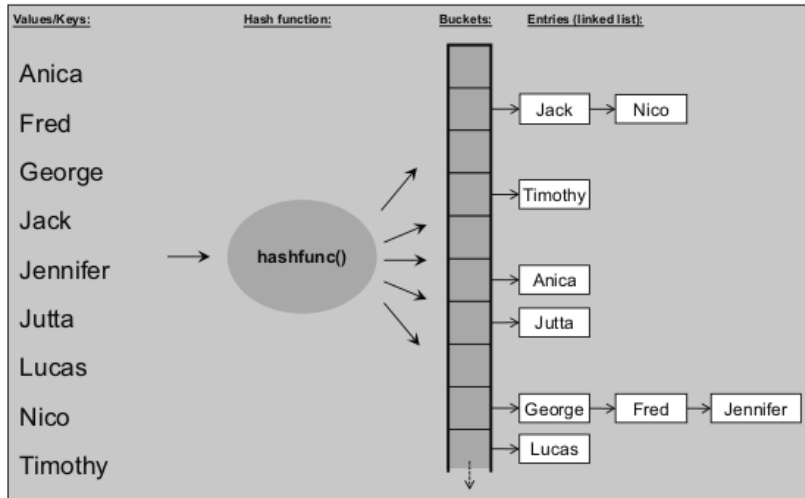 Values/Keys:
Hash function:
Buckets:
Entries (linked list):
Anica
Fred
George
Jack
Jennifer
Jutta
Lucas
Nico
Timothy
hashfunc()
Jack
Nico
Timothy
Anica
Jutta
George
Fred
Jennifer
Lucas